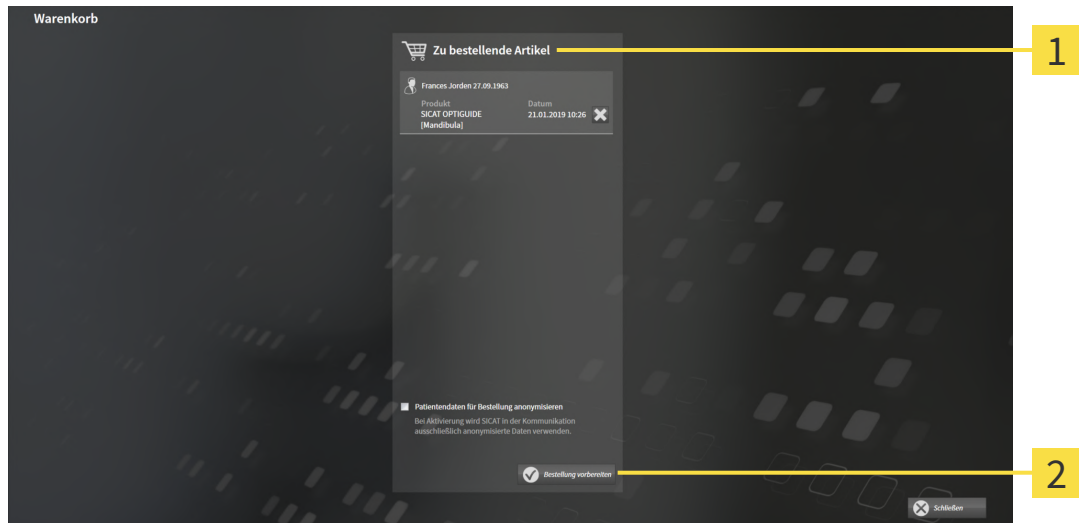 Warenkorb
Zu bestellende Artikel
1
Frances Jorden 27.09.1963
Produkt Datum
SICAT OPTIGUIDE 21.01.2019 10:26
[Mandibula]
Patientendaten für Bestellung anonymisieren
Bei Aktivierung wird SICAT in der Kommunikation
ausschließlich anonymisierte Daten verwenden.
Bestellung vorbereiten
2
Schließen